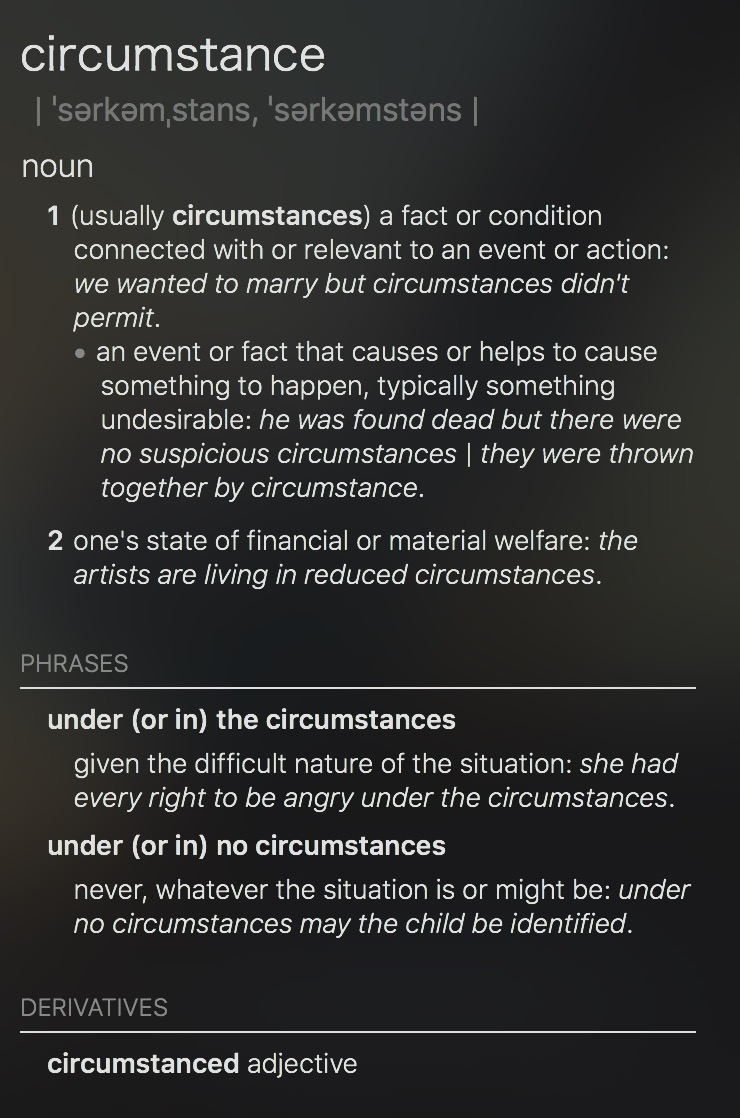 circumstance
| ˈsərkəmˌstans, ˈsərkəmstəns |
noun
1 (usually circumstances) a fact or condition
connected with or relevant to an event or action:
we wanted to marry but circumstances didn't
permit.
• an event or fact that causes or helps to cause
something to happen, typically something
undesirable: he was found dead but there were
no suspicious circumstances | they were thrown
together by circumstance.
2 one's state of financial or material welfare: the
artists are living in reduced circumstances.
PHRASES
under (or in) the circumstances
given the difficult nature of the situation: she had
every right to be angry under the circumstances.
under (or in) no circumstances
never, whatever the situation is or might be: under
no circumstances may the child be identified.
DERIVATIVES
circumstanced adjective